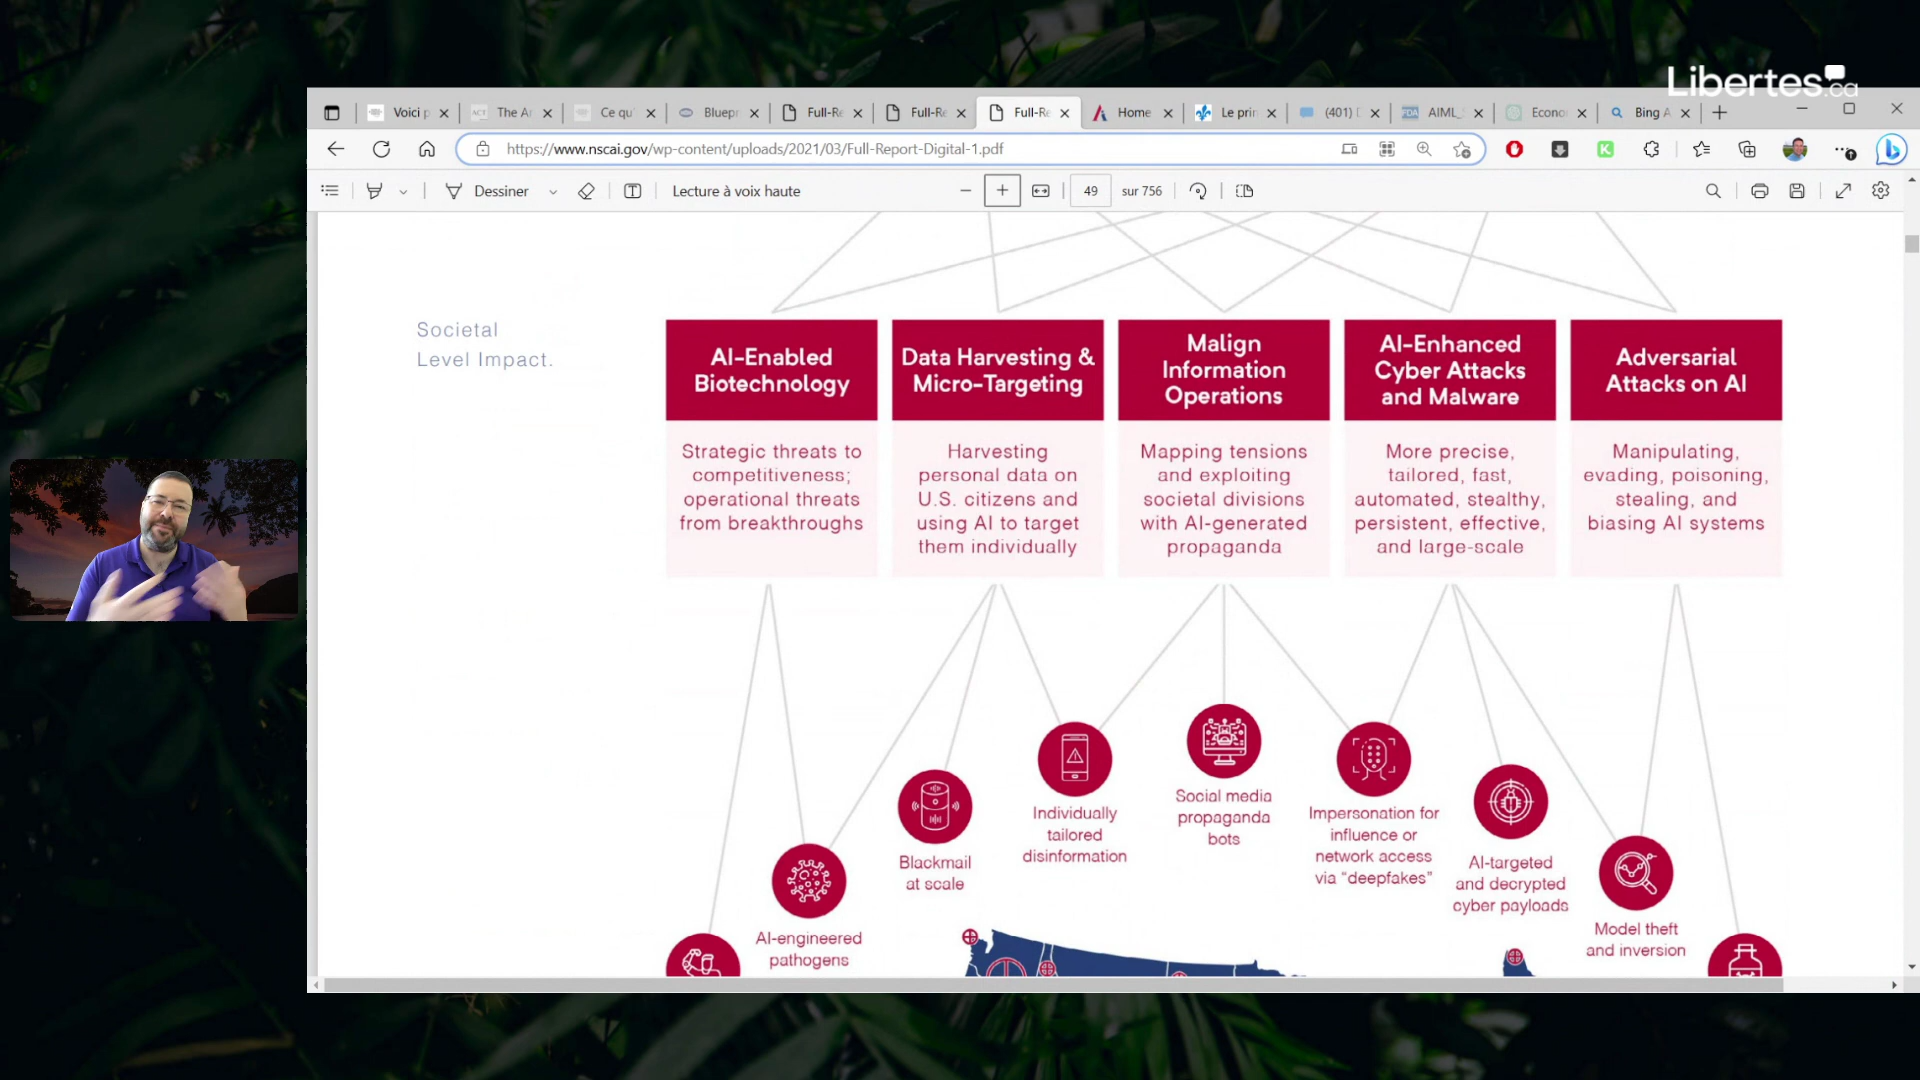 Libertes.ca
Voici p
The Ar
Ce qu'
Bluepr
Full-Re
Full-Re
Full-Re
Home
Le prin
(401) D
AIML_S
Econo
Bing A
https://www.nscai.gov/wp-content/uploads/2021/03/Full-Report-Digital-1.pdf
Dessiner
Lecture à voix haute
49
sur 756
Societal
Level Impact.
AI-Enabled
Biotechnology
Strategic threats to
competitiveness;
operational threats
from breakthroughs
Data Harvesting &
Micro-Targeting
Harvesting
personal data on
U.S. citizens and
using AI to target
them individually
Malign
Information
Operations
Mapping tensions
and exploiting
societal divisions
with AI-generated
propaganda
AI-Enhanced
Cyber Attacks
and Malware
More precise,
tailored, fast,
automated, stealthy,
persistent, effective,
and large-scale
Adversarial
Attacks on AI
Manipulating,
evading, poisoning,
stealing, and
biasing AI systems
AI-engineered
pathogens
Blackmail
at scale
Individually
tailored
disinformation
Social media
propaganda
bots
Impersonation for
influence or
network access
via “deepfakes”
AI-targeted
and decrypted
cyber payloads
Model theft
and inversion